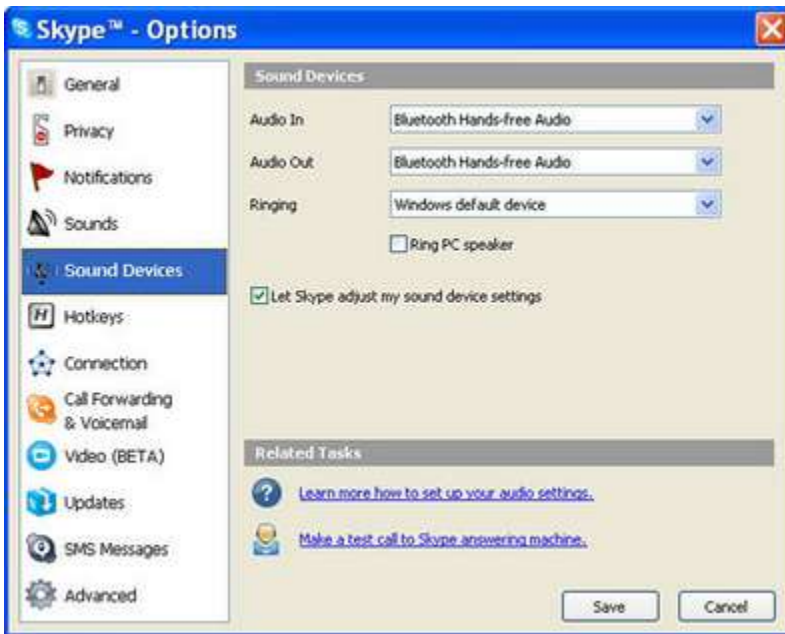 Skype™ - Options
General
Privacy
Notifications
Sounds
Sound Devices
Hotkeys
Connection
Call Forwarding
& Voicemail
Video (BETA)
Updates
SMS Messages
Advanced
Sound Devices
Audio In
Bluetooth Hands-free Audio
Audio Out
Bluetooth Hands-free Audio
Ringing
Windows default device
Ring PC speaker
Let Skype adjust my sound device settings
Related Tasks
Learn more how to set up your audio settings.
Make a test call to Skype answering machine.
Save
Cancel